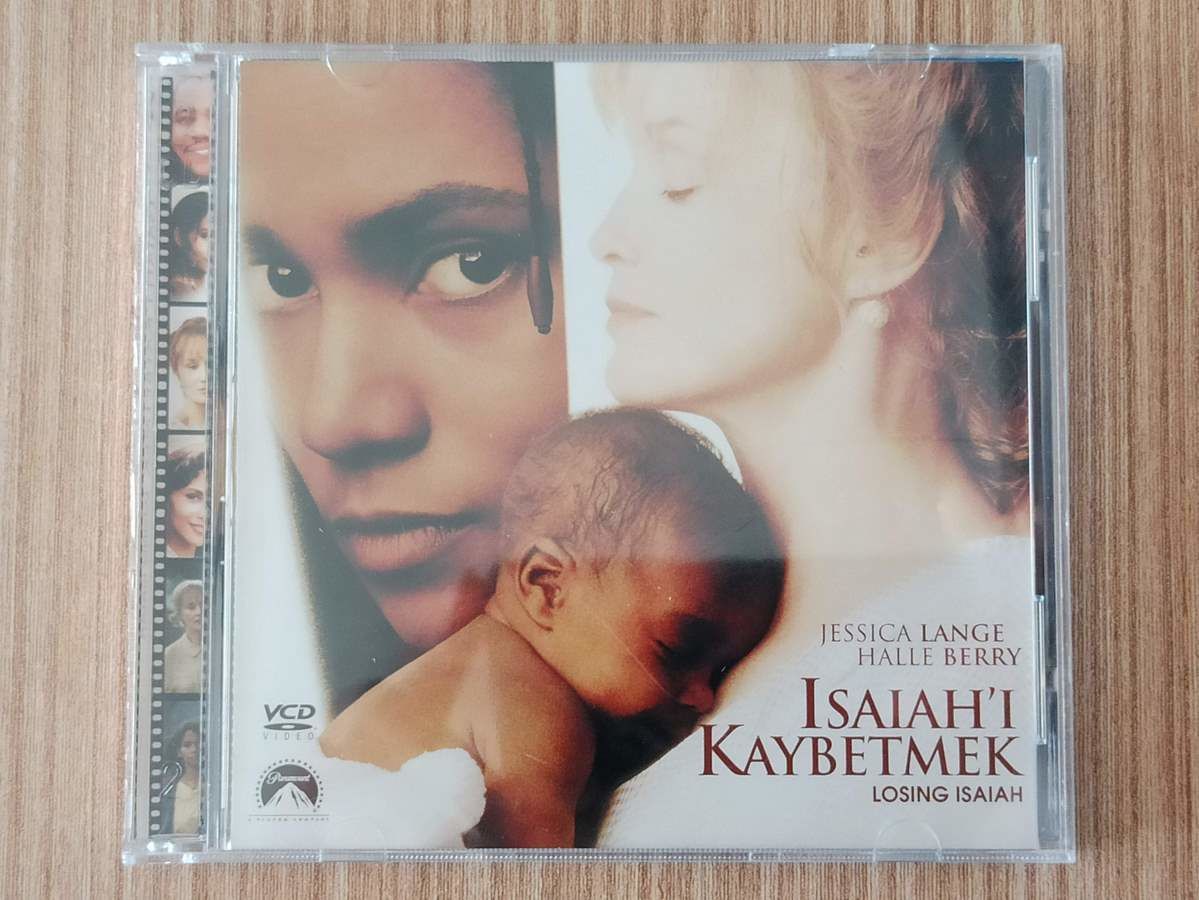 JESSICA LANGE
HALLE BERRY
ISAIAH'I
KAYBETMEK
LOSING ISAIAH
VCD
VIDEO
Paramount